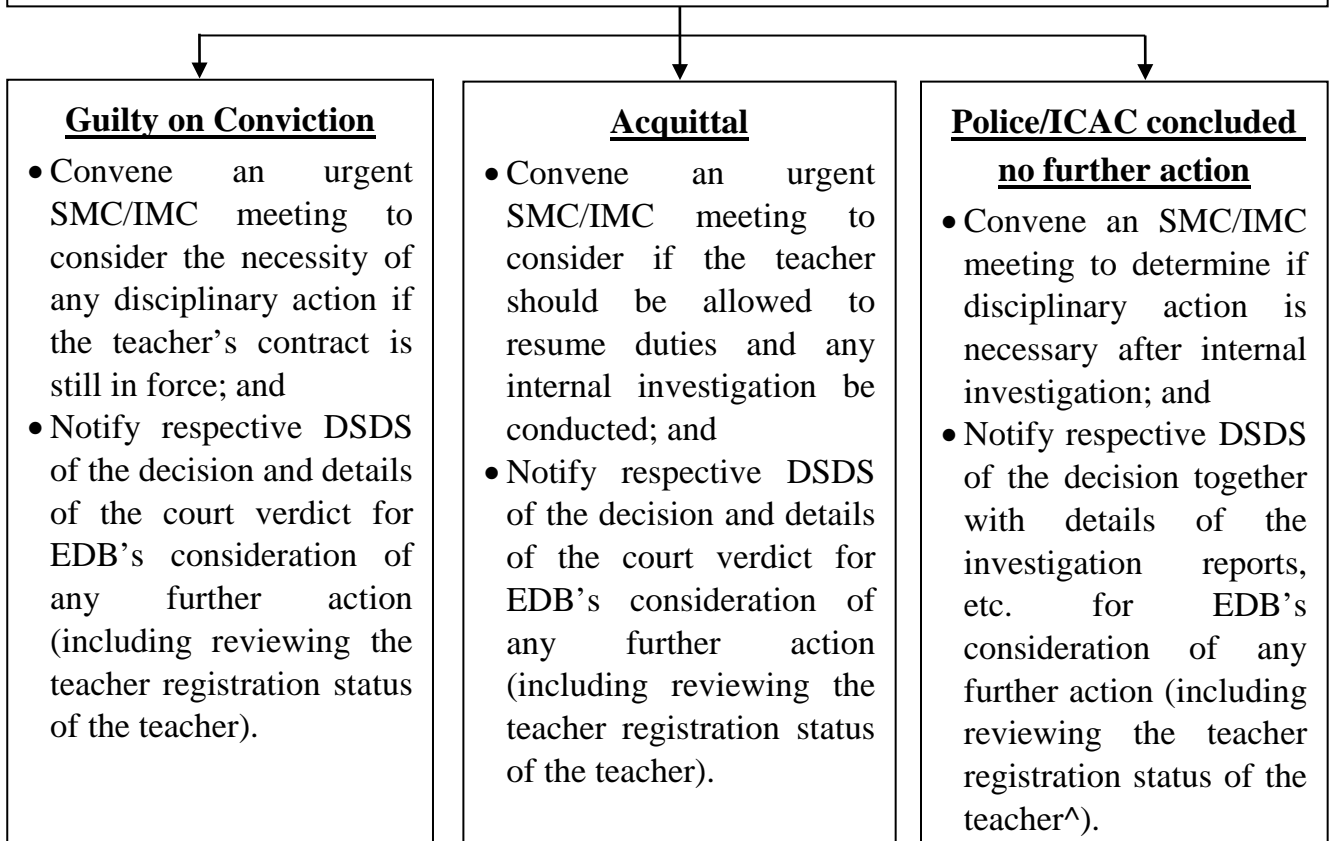 Guilty on Conviction
• Convene an urgent
SMC/IMC meeting to
consider the necessity of
any disciplinary action if
the teacher’s contract is
still in force; and
• Notify respective DSDS
of the decision and details
of the court verdict for
EDB’s consideration of
any further action
(including reviewing the
teacher registration status
of the teacher).
Acquittal
• Convene an urgent
SMC/IMC meeting to
consider if the teacher
should be allowed to
resume duties and any
internal investigation be
conducted; and
• Notify respective DSDS
of the decision and details
of the court verdict for
EDB’s consideration of
any further action
(including reviewing the
teacher registration status
of the teacher).
Police/ICAC concluded
no further action
• Convene an SMC/IMC
meeting to determine if
disciplinary action is
necessary after internal
investigation; and
• Notify respective DSDS
of the decision together
with details of the
investigation reports,
etc. for EDB’s
consideration of any
further action (including
reviewing the teacher
registration status of the
teacher^).